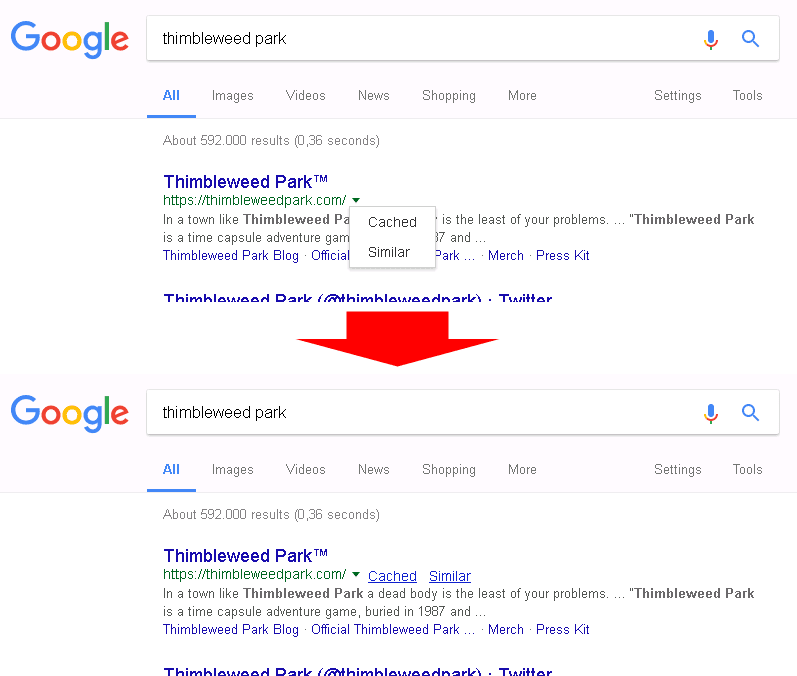 Google
thimbleweed park
All Images Videos News Shopping More Settings Tools
About 592.000 results (0,36 seconds)
Thimbleweed Park™
https://thimbleweedpark.com/
Cached
Similar
In a town like Thimbleweed Pa y is the least of your problems. ... "Thimbleweed Park
is a time capsule adventure gam 87 and ...
Thimbleweed Park Blog · Official Park ... · Merch · Press Kit
Thimbleweed Park (@thimbleweedpark) · Twitter
Google
thimbleweed park
All Images Videos News Shopping More Settings Tools
About 592.000 results (0,36 seconds)
Thimbleweed Park™
https://thimbleweedpark.com/ Cached Similar
In a town like Thimbleweed Park a dead body is the least of your problems. ... "Thimbleweed Park
is a time capsule adventure game, buried in 1987 and ...
Thimbleweed Park Blog · Official Thimbleweed Park ... · Merch · Press Kit
Thimbleweed Park (@thimbleweedpark) · Twitter